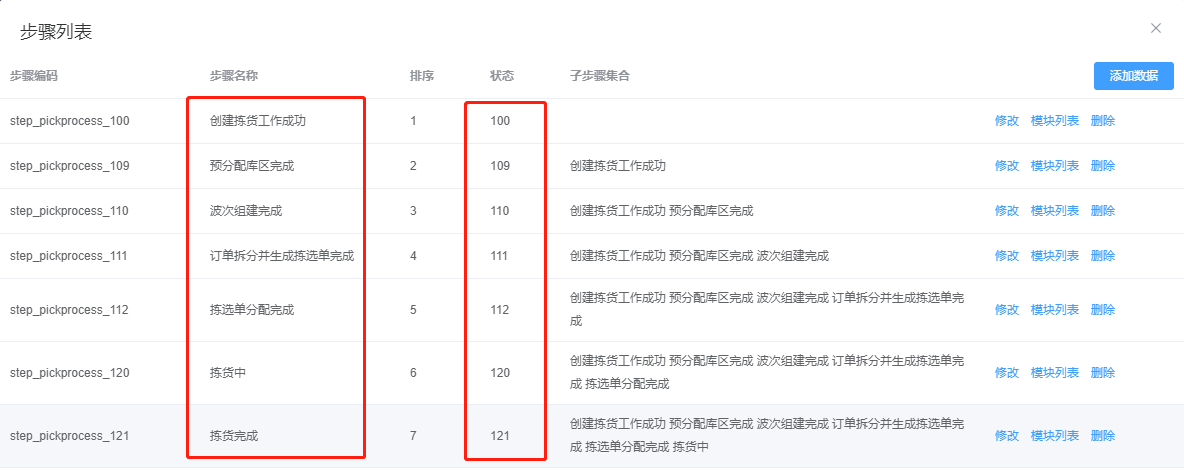 步骤列表
步骤编码 步骤名称 排序 状态 子步骤集合 添加数据
step_pickprocess_100 创建拣货工作成功 1 100 修改 模块列表 删除
step_pickprocess_109 预分配库区完成 2 109 创建拣货工作成功 修改 模块列表 删除
step_pickprocess_110 波次组建完成 3 110 创建拣货工作成功 预分配库区完成 修改 模块列表 删除
step_pickprocess_111 订单拆分并生成拣选单完成 4 111 创建拣货工作成功 预分配库区完成 波次组建完成 修改 模块列表 删除
step_pickprocess_112 拣选单分配完成 5 112 创建拣货工作成功 预分配库区完成 波次组建完成 订单拆分并生成拣选单完
成 修改 模块列表 删除
step_pickprocess_120 拣货中 6 120 创建拣货工作成功 预分配库区完成 波次组建完成 订单拆分并生成拣选单完
成 拣选单分配完成 修改 模块列表 删除
step_pickprocess_121 拣货完成 7 121 创建拣货工作成功 预分配库区完成 波次组建完成 订单拆分并生成拣选单完
成 拣选单分配完成 拣货中 修改 模块列表 删除